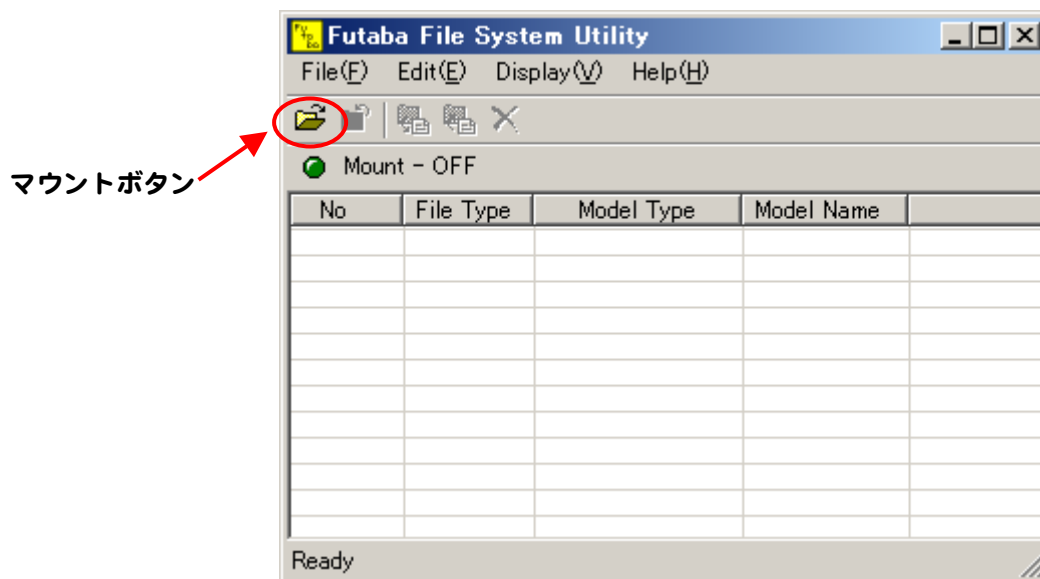 Futaba File System Utility
File(F) Edit(E) Display(V) Help(H)
マウントボタン
Mount - OFF
No File Type Model Type Model Name
Ready